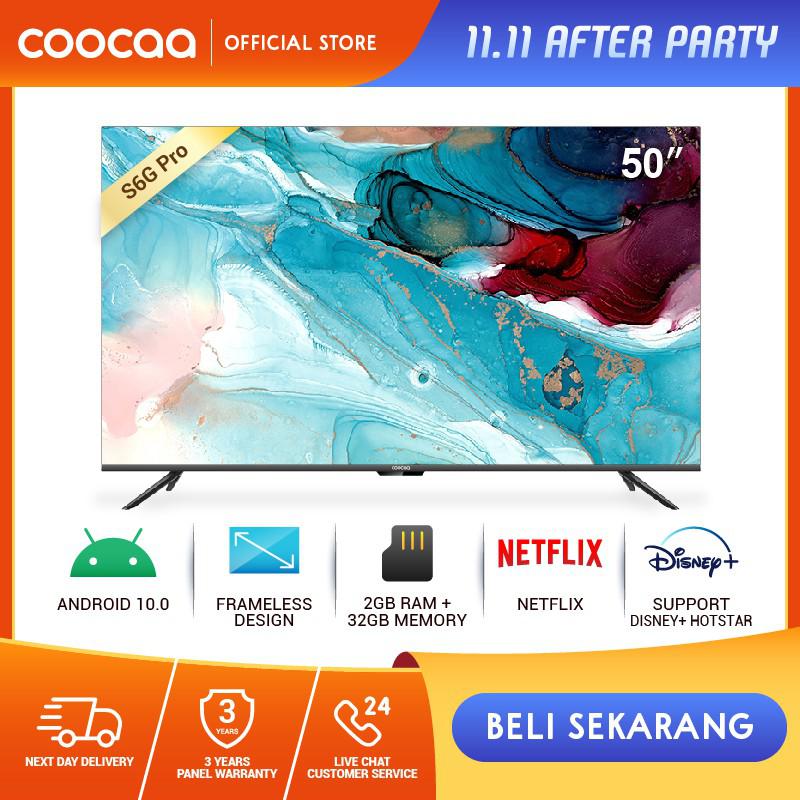 coocaa OFFICIAL STORE
11.11 AFTER PARTY
S6G Pro
50”
coocaa
ANDROID 10.0
FRAMELESS
DESIGN
2GB RAM +
32GB MEMORY
NETFLIX
NETFLIX
Disney+
SUPPORT
DISNEY+ HOTSTAR
NEXT DAY DELIVERY
3
YEARS
3 YEARS
PANEL WARRANTY
24
LIVE CHAT
CUSTOMER SERVICE
BELI SEKARANG